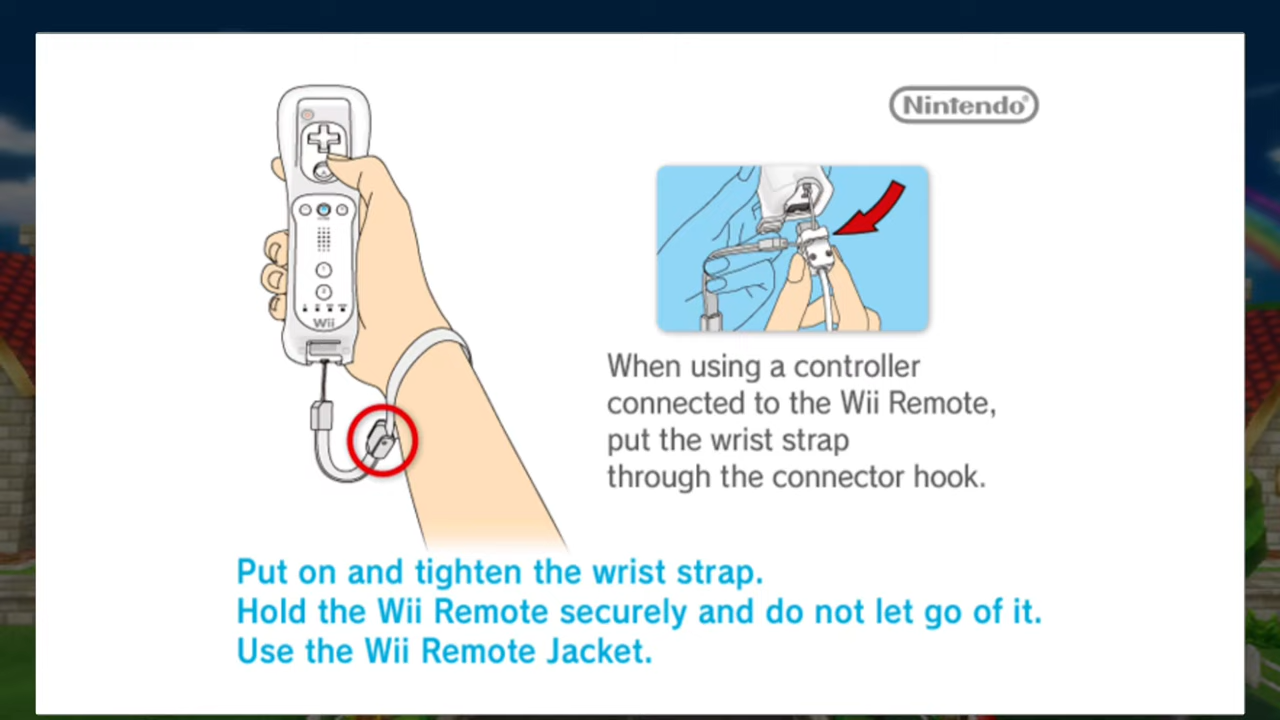 Nintendo®
Wii
When using a controller
connected to the Wii Remote,
put the wrist strap
through the connector hook.
Put on and tighten the wrist strap.
Hold the Wii Remote securely and do not let go of it.
Use the Wii Remote Jacket.